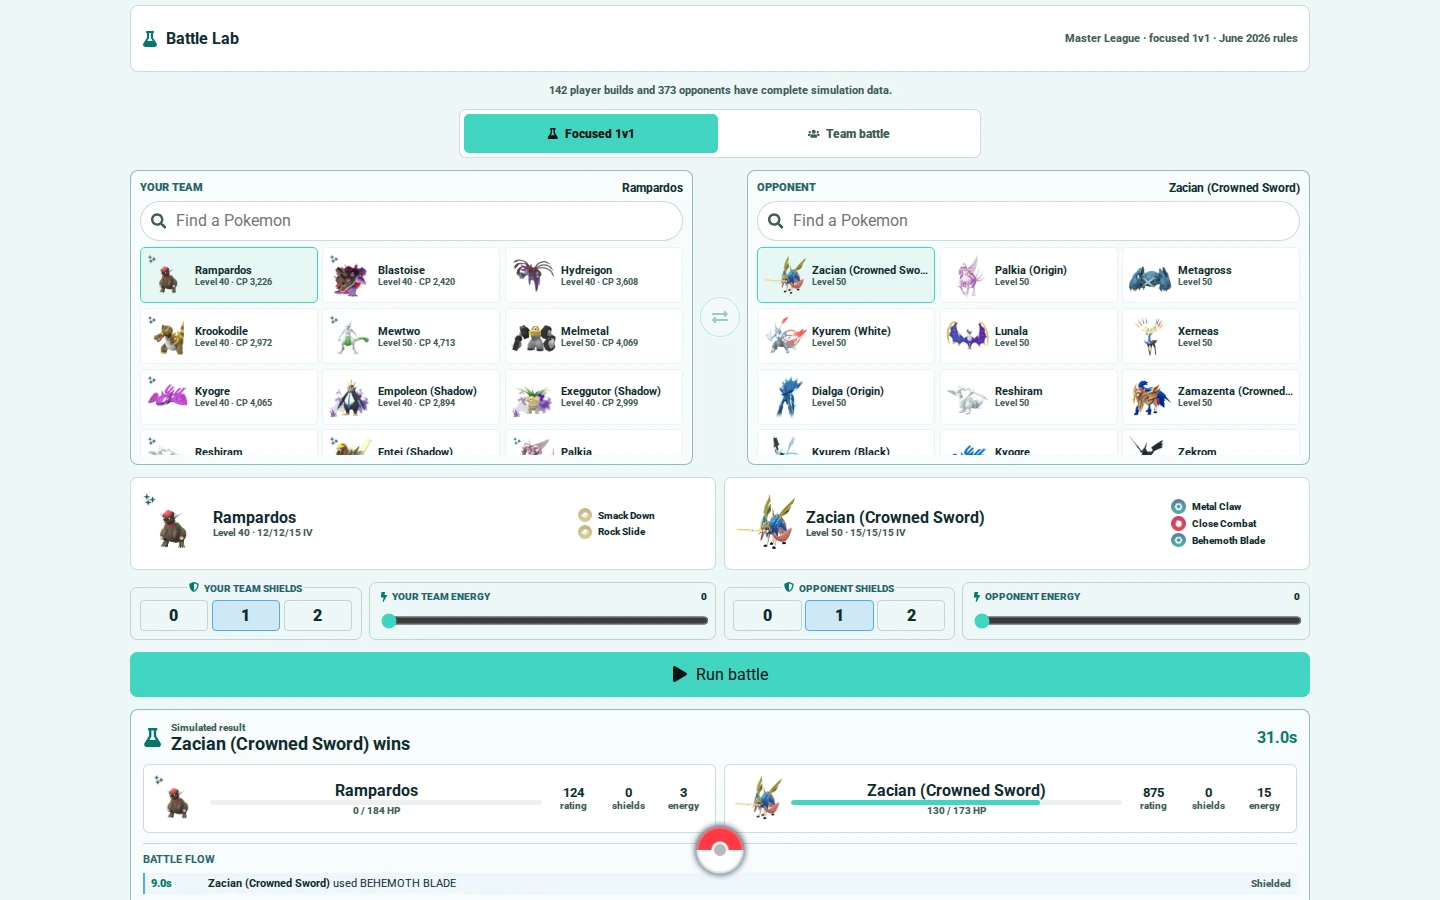 Battle Lab
Master League · focused 1v1 · June 2026 rules
142 player builds and 373 opponents have complete simulation data.
Focused 1v1
Team battle
YOUR TEAM
Rampardos
Find a Pokemon
Rampardos
Level 40 · CP 3,226
Blastoise
Level 40 · CP 2,420
Hydreigon
Level 40 · CP 3,608
Krookodile
Level 40 · CP 2,972
Mewtwo
Level 50 · CP 4,713
Melmetal
Level 50 · CP 4,069
Kyogre
Level 40 · CP 4,065
Empoleon (Shadow)
Level 40 · CP 2,894
Exeggutor (Shadow)
Level 40 · CP 2,999
Reshiram
Entei (Shadow)
Palkia
OPPONENT
Zacian (Crowned Sword)
Find a Pokemon
Zacian (Crowned Swo...
Level 50
Palkia (Origin)
Level 50
Metagross
Level 50
Kyurem (White)
Level 50
Lunala
Level 50
Xerneas
Level 50
Dialga (Origin)
Level 50
Reshiram
Level 50
Zamazenta (Crowned...
Level 50
Kyurem (Black)
Kyogre
Zekrom
Rampardos
Level 40 · 12/12/15 IV
Smack Down
Rock Slide
Zacian (Crowned Sword)
Level 50 · 15/15/15 IV
Metal Claw
Close Combat
Behemoth Blade
YOUR TEAM SHIELDS
0
1
2
YOUR TEAM ENERGY
0
OPPONENT SHIELDS
0
1
2
OPPONENT ENERGY
0
Run battle
Simulated result
Zacian (Crowned Sword) wins
31.0s
Rampardos
0 / 184 HP
124
rating
0
shields
3
energy
Zacian (Crowned Sword)
130 / 173 HP
875
rating
0
shields
15
energy
BATTLE FLOW
9.0s
Zacian (Crowned Sword) used BEHEMOTH BLADE
Shielded